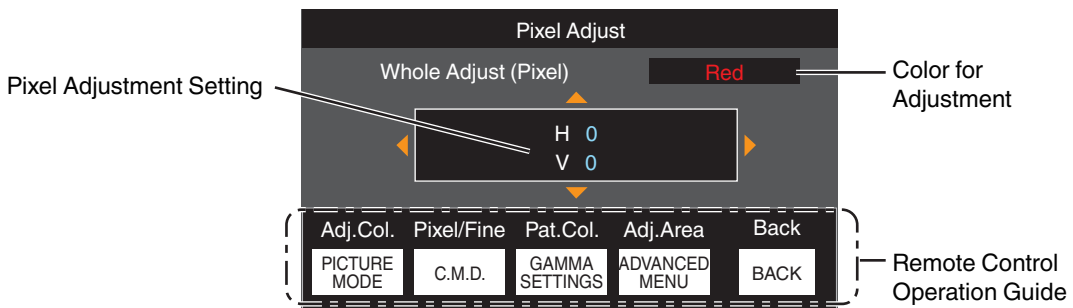 Pixel Adjust
Whole Adjust (Pixel)
Red
Pixel Adjustment Setting
Color for
Adjustment
H 0
V 0
Adj.Col. Pixel/Fine Pat.Col. Adj.Area Back
PICTURE
MODE
C.M.D.
GAMMA
SETTINGS
ADVANCED
MENU
BACK
Remote Control
Operation Guide